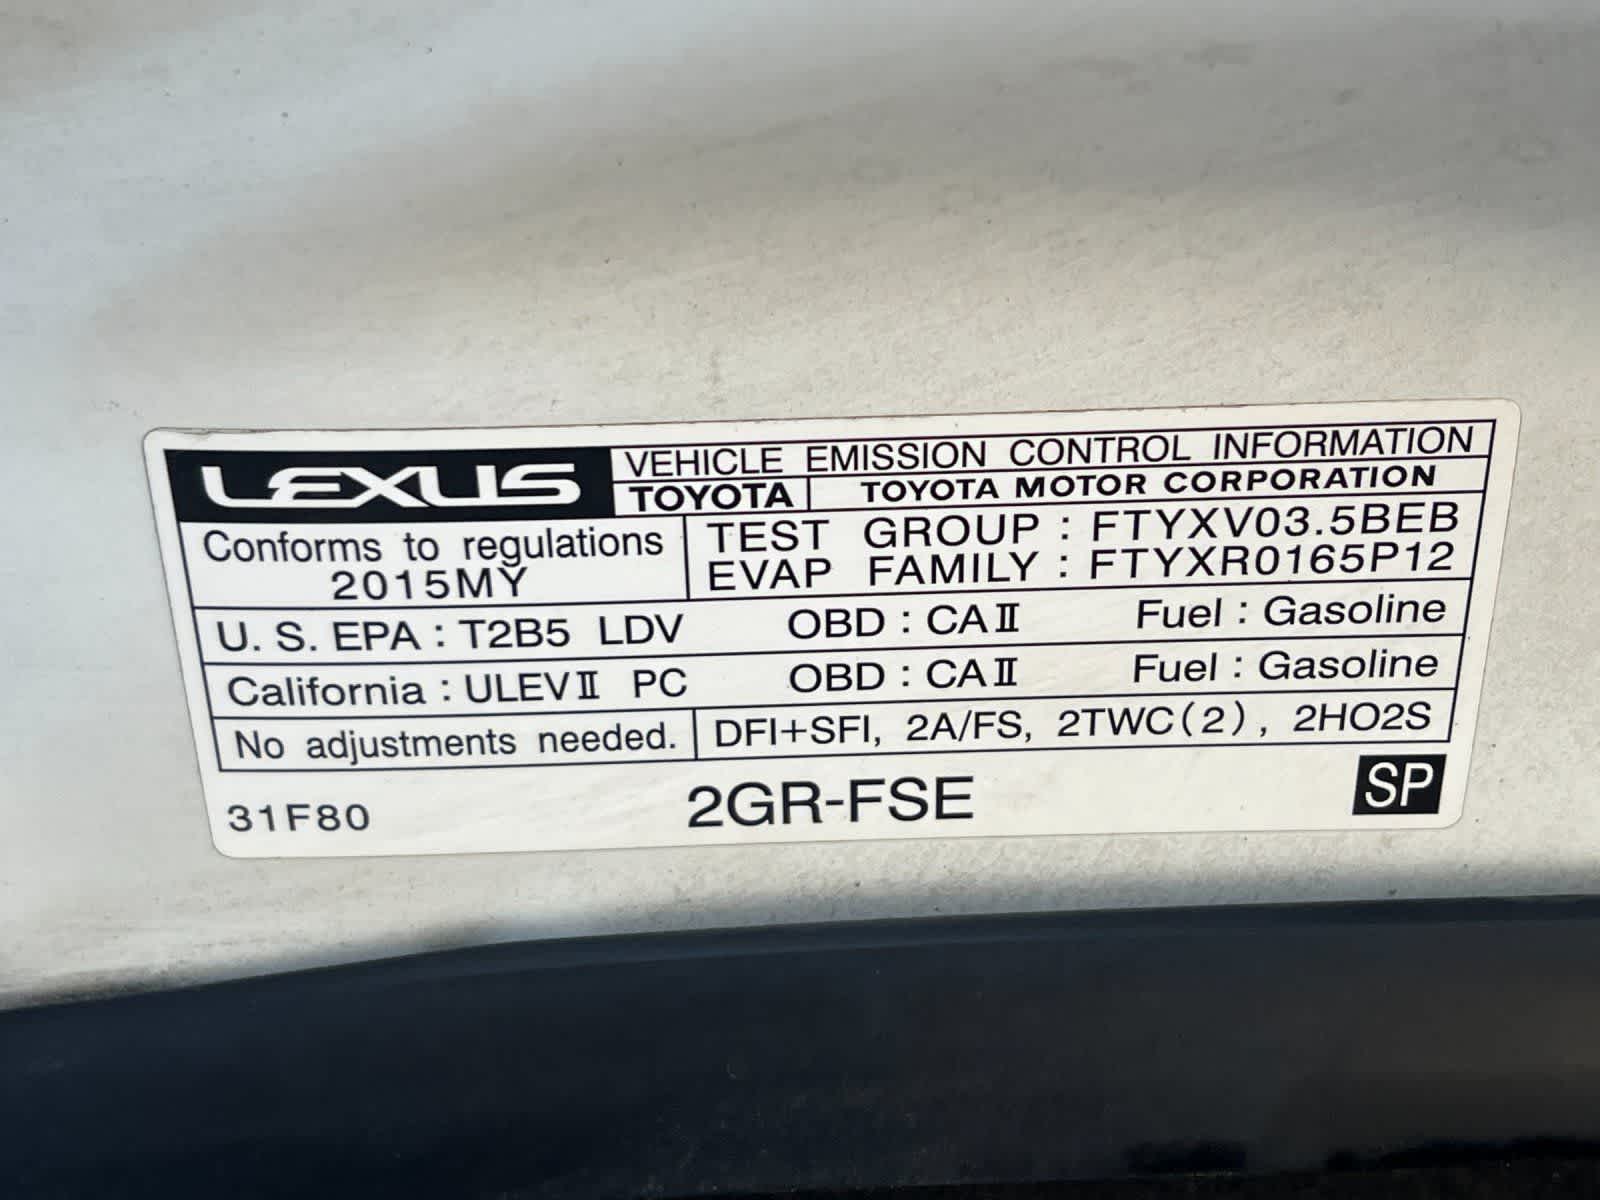 LEXUS VEHICLE EMISSION CONTROL INFORMATION
TOYOTA TOYOTA MOTOR CORPORATION
Conforms to regulations TEST GROUP : FTYXV03.5BEB
2015MY EVAP FAMILY : FTYXR0165P12
U. S. EPA : T2B5 LDV OBD : CAⅡ Fuel : Gasoline
California : ULEVⅡ PC OBD : CAⅡ Fuel : Gasoline
No adjustments needed. DFI+SFI, 2A/FS, 2TWC(2), 2HO2S
31F80 2GR-FSE SP